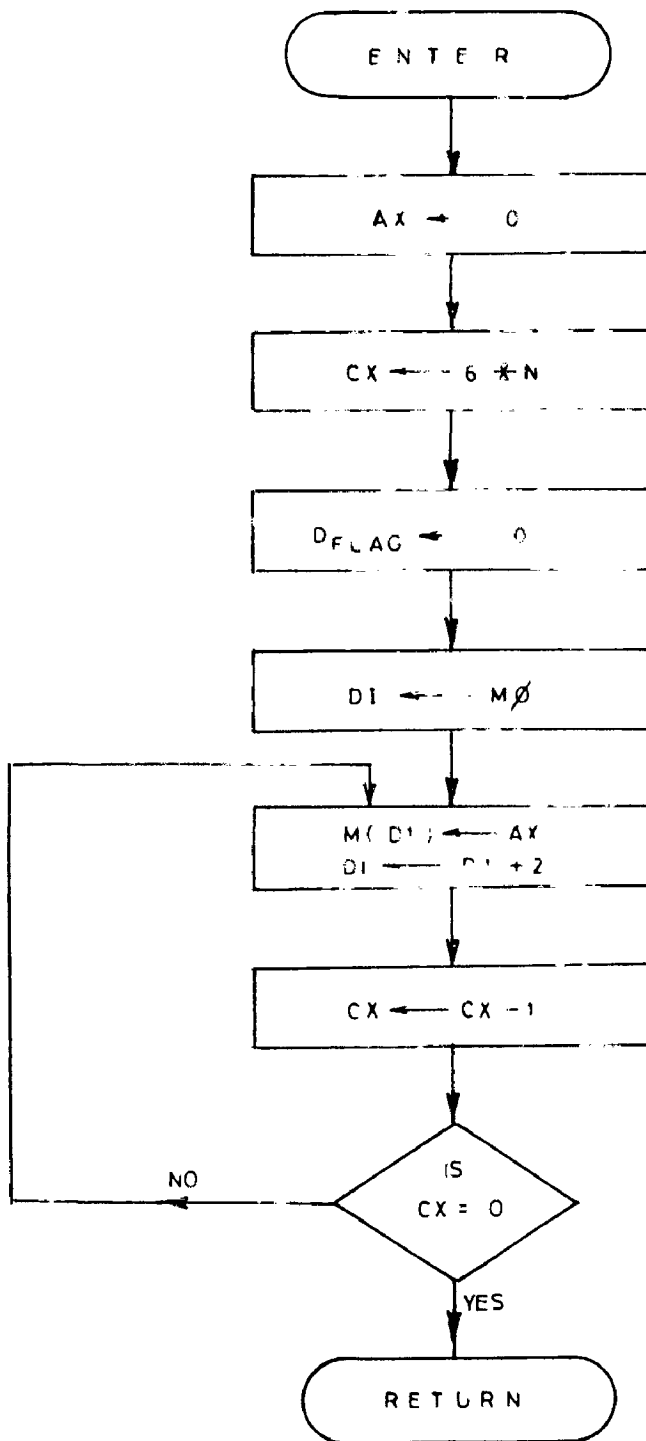 ENTER
AX ← 0
CX ← 6 * N
DFLAG ← 0
DI ← MØ
M(DI) ← AX
DI ← DI + 2
CX ← CX - 1
IS
CX = 0
NO
YES
RETURN